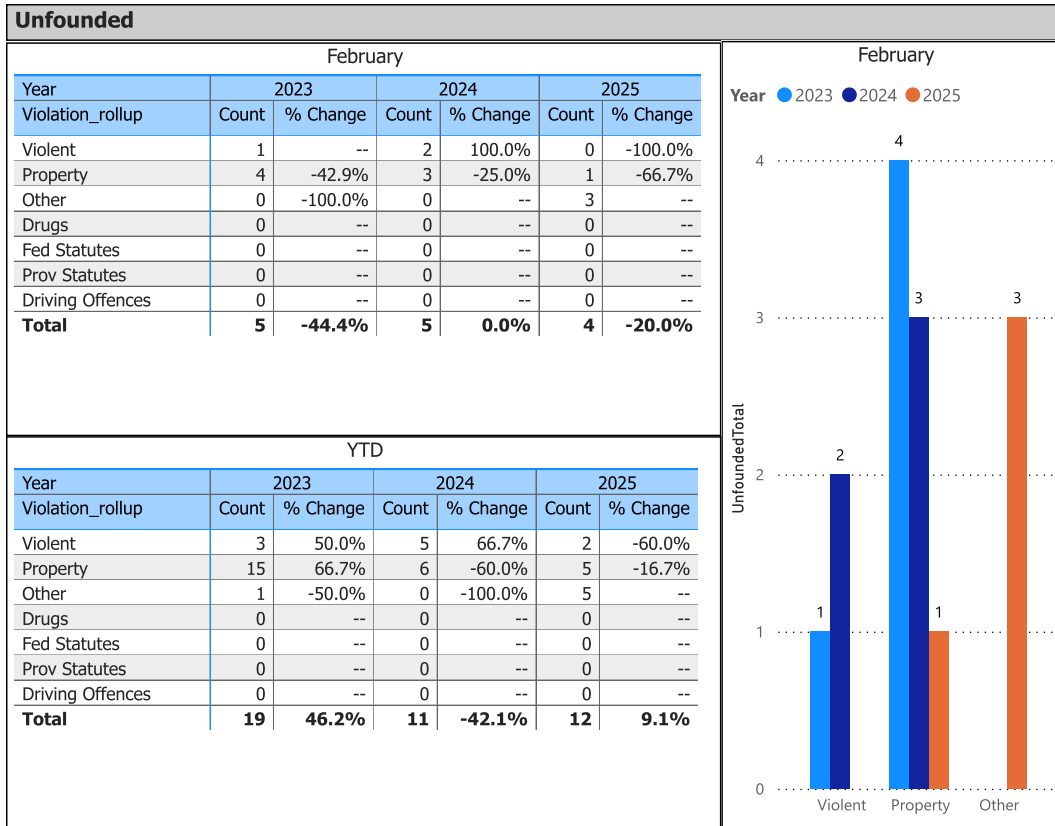 Unfounded
February
Year 2023 2024 2025
Violation_rollup Count % Change Count % Change Count % Change
Violent 1 -- 2 100.0% 0 -100.0%
Property 4 -42.9% 3 -25.0% 1 -66.7%
Other 0 -100.0% 0 -- 3 --
Drugs 0 -- 0 -- 0 --
Fed Statutes 0 -- 0 -- 0 --
Prov Statutes 0 -- 0 -- 0 --
Driving Offences 0 -- 0 -- 0 --
Total 5 -44.4% 5 0.0% 4 -20.0%
YTD
Year 2023 2024 2025
Violation_rollup Count % Change Count % Change Count % Change
Violent 3 50.0% 5 66.7% 2 -60.0%
Property 15 66.7% 6 -60.0% 5 -16.7%
Other 1 -50.0% 0 -100.0% 5 --
Drugs 0 -- 0 -- 0 --
Fed Statutes 0 -- 0 -- 0 --
Prov Statutes 0 -- 0 -- 0 --
Driving Offences 0 -- 0 -- 0 --
Total 19 46.2% 11 -42.1% 12 9.1%
February
Year 2023 2024 2025
UnfoundedTotal
4
3
2
1
0
1
2
4
3
1
3
Violent Property Other